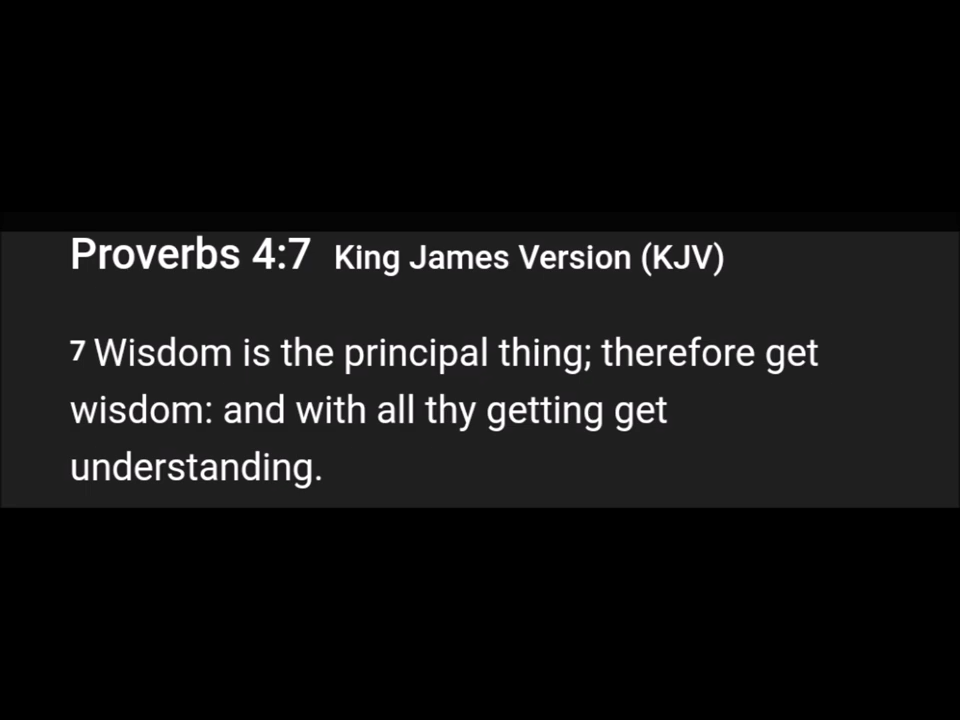 Proverbs 4:7 King James Version (KJV)
7 Wisdom is the principal thing; therefore get
wisdom: and with all thy getting get
understanding.